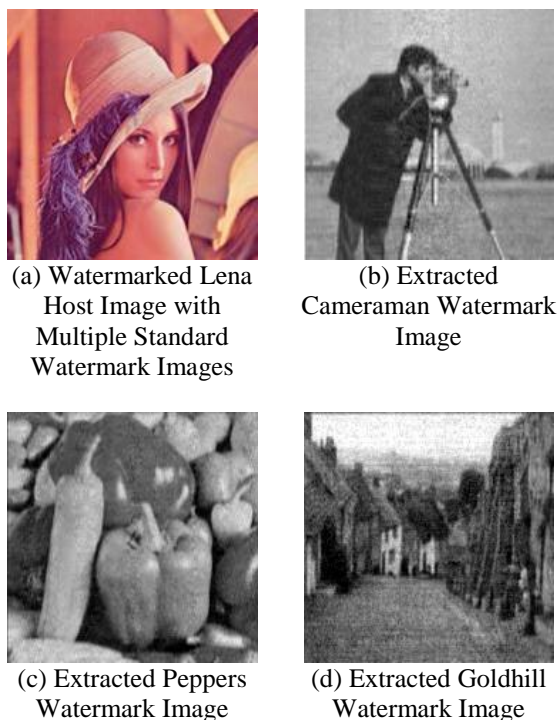 (a) Watermarked Lena
Host Image with
Multiple Standard
Watermark Images
(b) Extracted
Cameraman Watermark
Image
(c) Extracted Peppers
Watermark Image
(d) Extracted Goldhill
Watermark Image